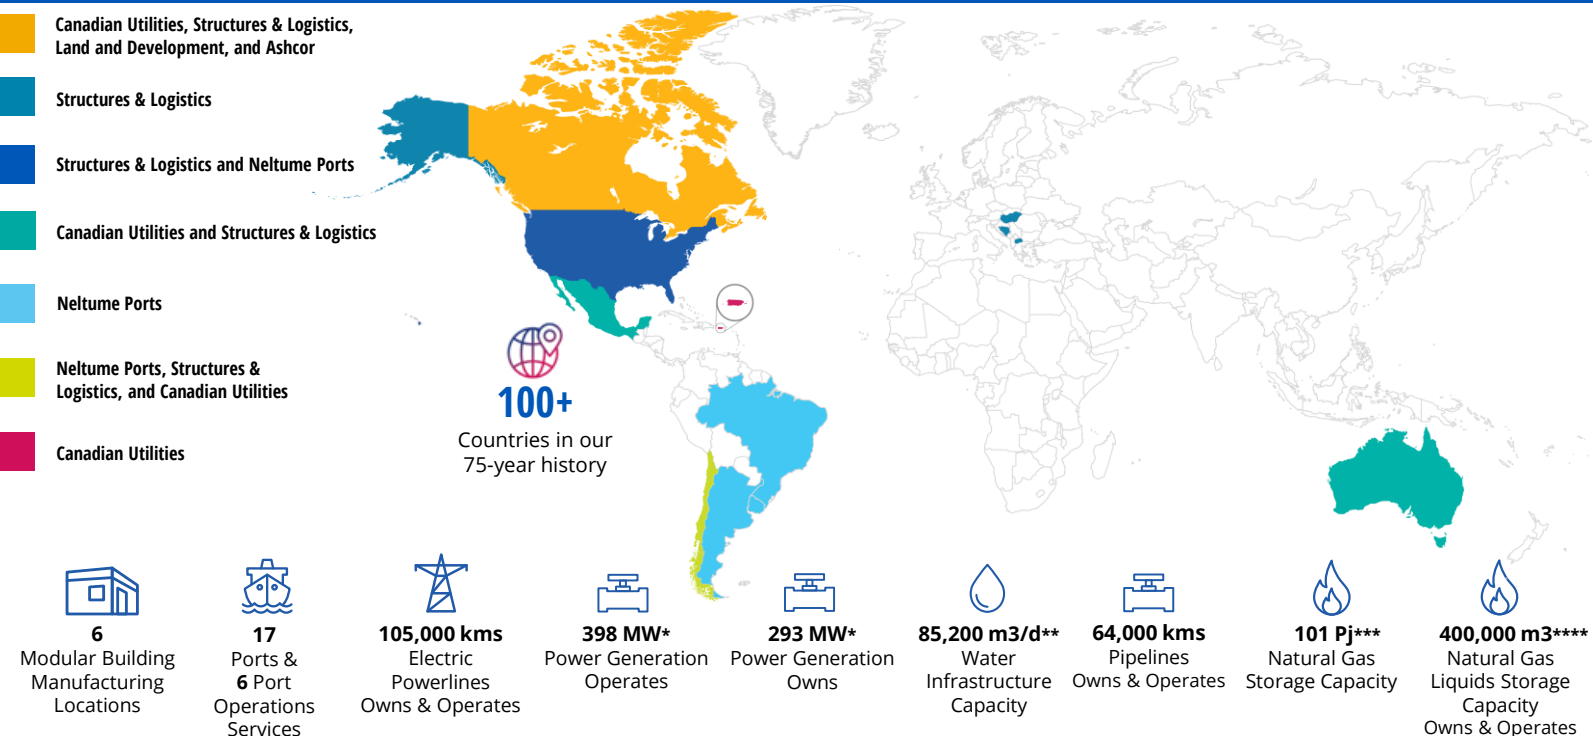 Canadian Utilities, Structures & Logistics,
Land and Development, and Ashcor
Structures & Logistics
Structures & Logistics and Neltume Ports
Canadian Utilities and Structures & Logistics
Neltume Ports
Neltume Ports, Structures &
Logistics, and Canadian Utilities
Canadian Utilities
100+
Countries in our
75-year history
6
Modular Building
Manufacturing
Locations
17
Ports &
6 Port
Operations
Services
105,000 kms
Electric
Powerlines
Owns & Operates
398 MW*
Power Generation
Operates
293 MW*
Power Generation
Owns
85,200 m3/d**
Water
Infrastructure
Capacity
64,000 kms
Pipelines
Owns & Operates
101 Pj***
Natural Gas
Storage Capacity
400,000 m3****
Natural Gas
Liquids Storage
Capacity
Owns & Operates